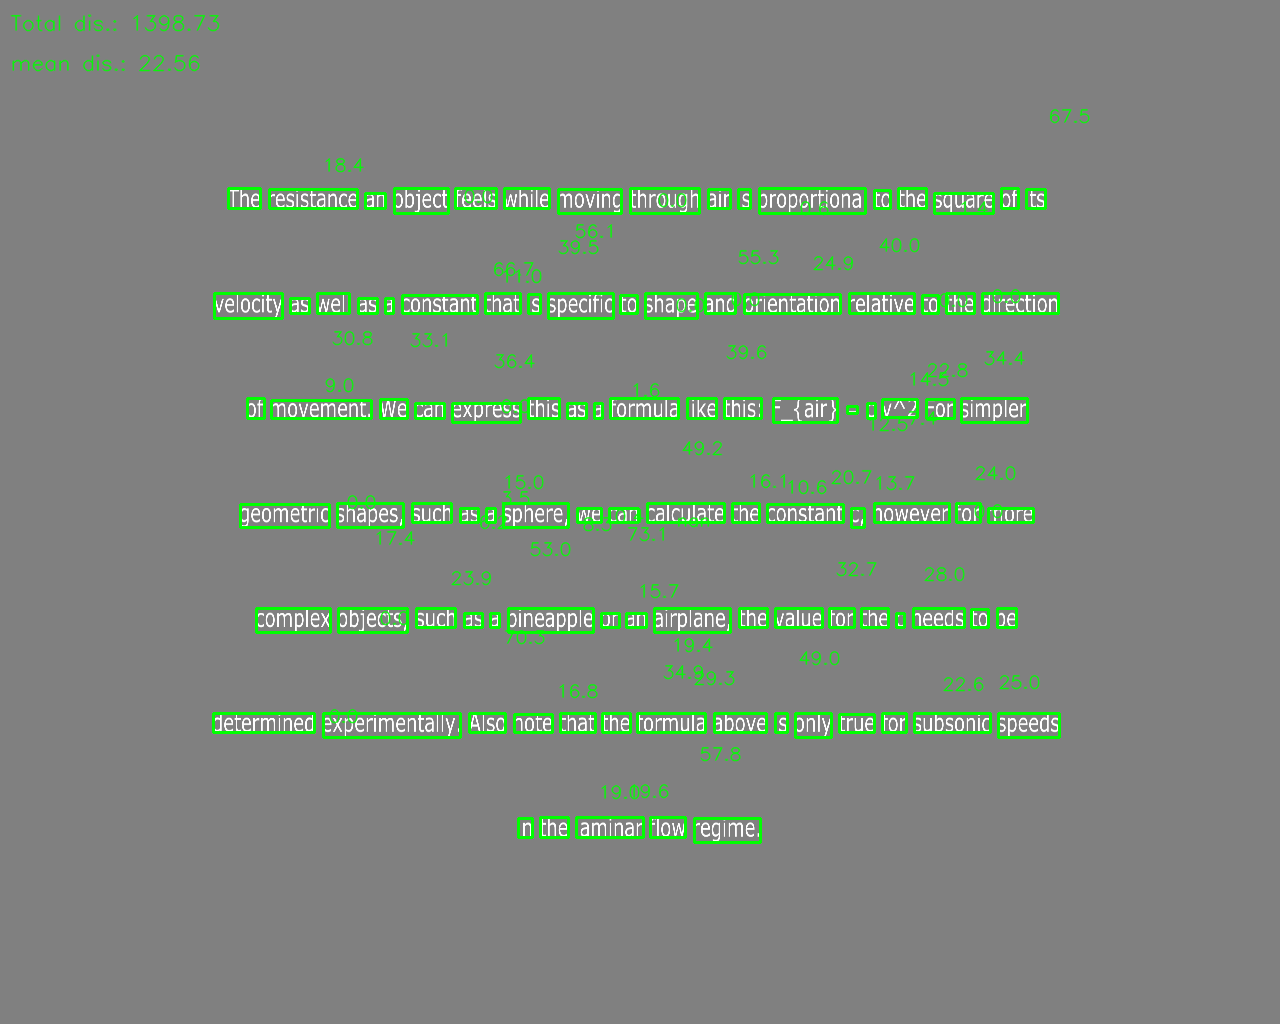 Total dis.: 1398.73
mean dis.: 22.56
67.5
18.4
The resistance an object feels while moving through air is proportional to the square of its
56.1
39.5 55.3 24.9 40.0
66.7 71.0
velocity as well as a constant that is specific to shape and orientation relative to the direction
30.8 33.1 36.4 39.6 34.4
9.0 1.6 14.5 22.8
of movement. We can express this as a formula like this: F_{air} = c v^2 For simpler
12.5
49.2
15.0 16.1 10.6 20.7 13.7 24.0
3.5
geometric shapes, such as a sphere, we can calculate the constant c, however for more
17.4 53.0 73.1
23.9 15.7 32.7 28.0
complex objects, such as a pineapple or an airplane, the value for the c needs to be
70.3 19.4 49.0
34.9 29.3
16.8 22.6 25.0
determined experimentally. Also note that the formula above is only true for subsonic speeds
57.8
19.0 19.6
in the laminar flow regime.